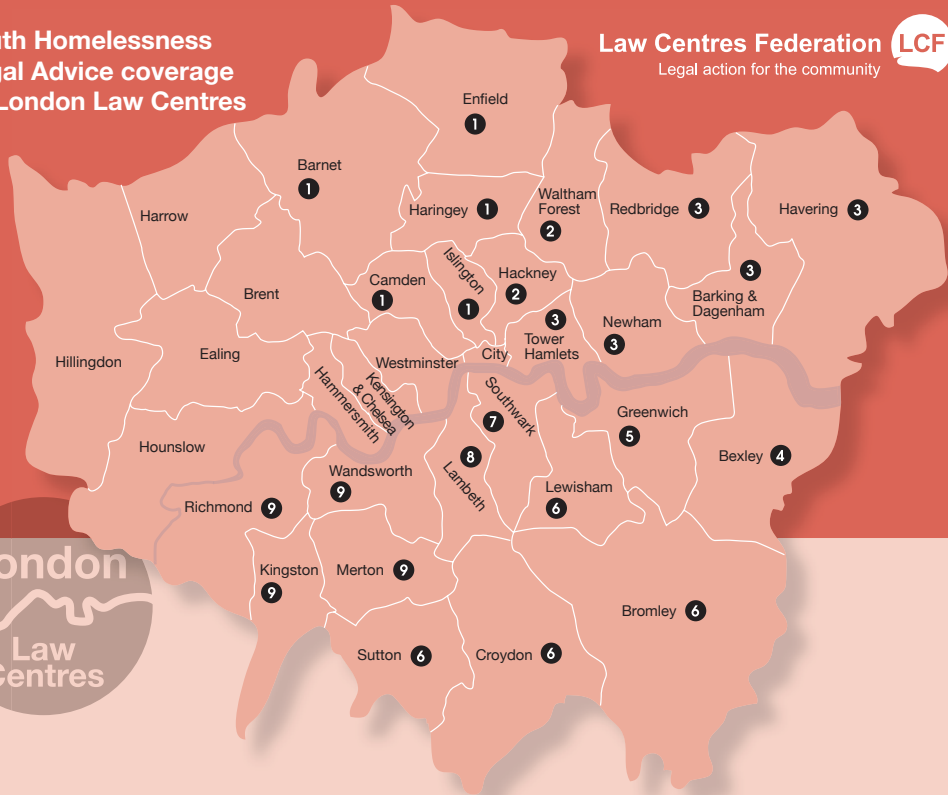 uth Homelessness
gal Advice coverage
London Law Centres
Law Centres Federation
LCF
Legal action for the community
Enfield
1
Barnet
1
Haringey 1
Waltham
Forest
2
Redbridge 3
Havering 3
Harrow
Islington
1
Hackney
2
Camden
1
3
Barking &
Dagenham
Brent
3
Tower
Hamlets
Newham
3
Ealing
Westminster
City
Hillingdon
Kensington
& Chelsea
Hammersmith
Southwark
7
Greenwich
5
Hounslow
Bexley 4
8
Lambeth
Wandsworth
9
Lewisham
6
Richmond 9
Kingston
9
Merton 9
Bromley 6
Sutton 6
Croydon 6
ondon
Law
Centres